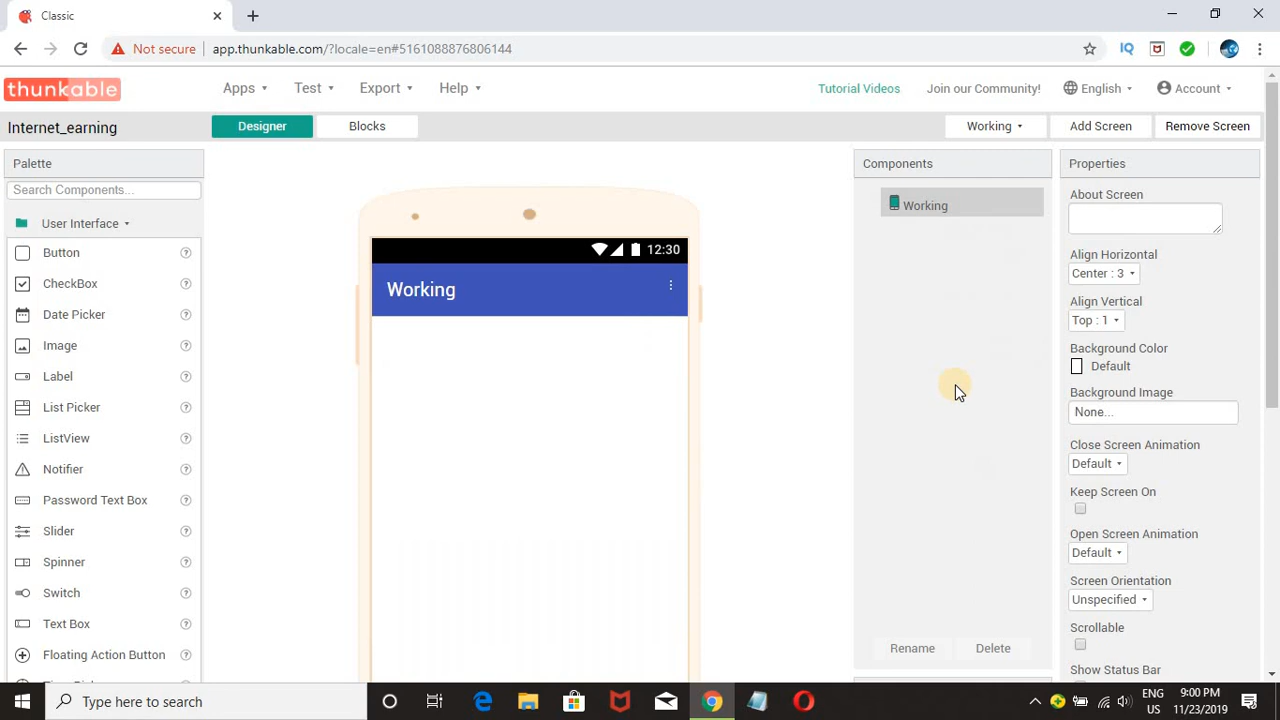 Classic
Not secure
app.thunkable.com/?locale=en#5161088876806144
thunkable
Apps
Test
Export
Help
Tutorial Videos
Join our Community!
English
Account
Internet_earning
Designer
Blocks
Working
Add Screen
Remove Screen
Palette
Search Components...
User Interface
Button
CheckBox
Date Picker
Image
Label
List Picker
ListView
Notifier
Password Text Box
Slider
Spinner
Switch
Text Box
Floating Action Button
12:30
Working
Components
Working
Rename
Delete
Properties
About Screen
Align Horizontal
Center : 3
Align Vertical
Top : 1
Background Color
Default
Background Image
None...
Close Screen Animation
Default
Keep Screen On
Open Screen Animation
Default
Screen Orientation
Unspecified
Scrollable
Show Status Bar
Type here to search
ENG
US
9:00 PM
11/23/2019